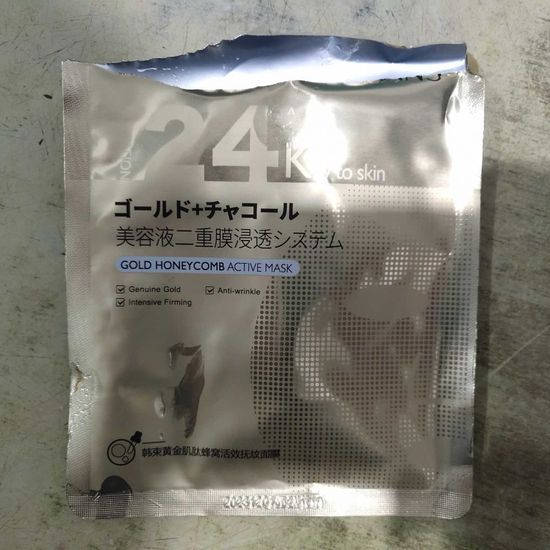 24K
to skin
ゴールド+チャコール
美容液二重膜浸透システム
GOLD HONEYCOMB ACTIVE MASK
Genuine Gold
Anti-wrinkle
Intensive Firming
韩束黄金肌肽蜂窝活效抚纹面膜